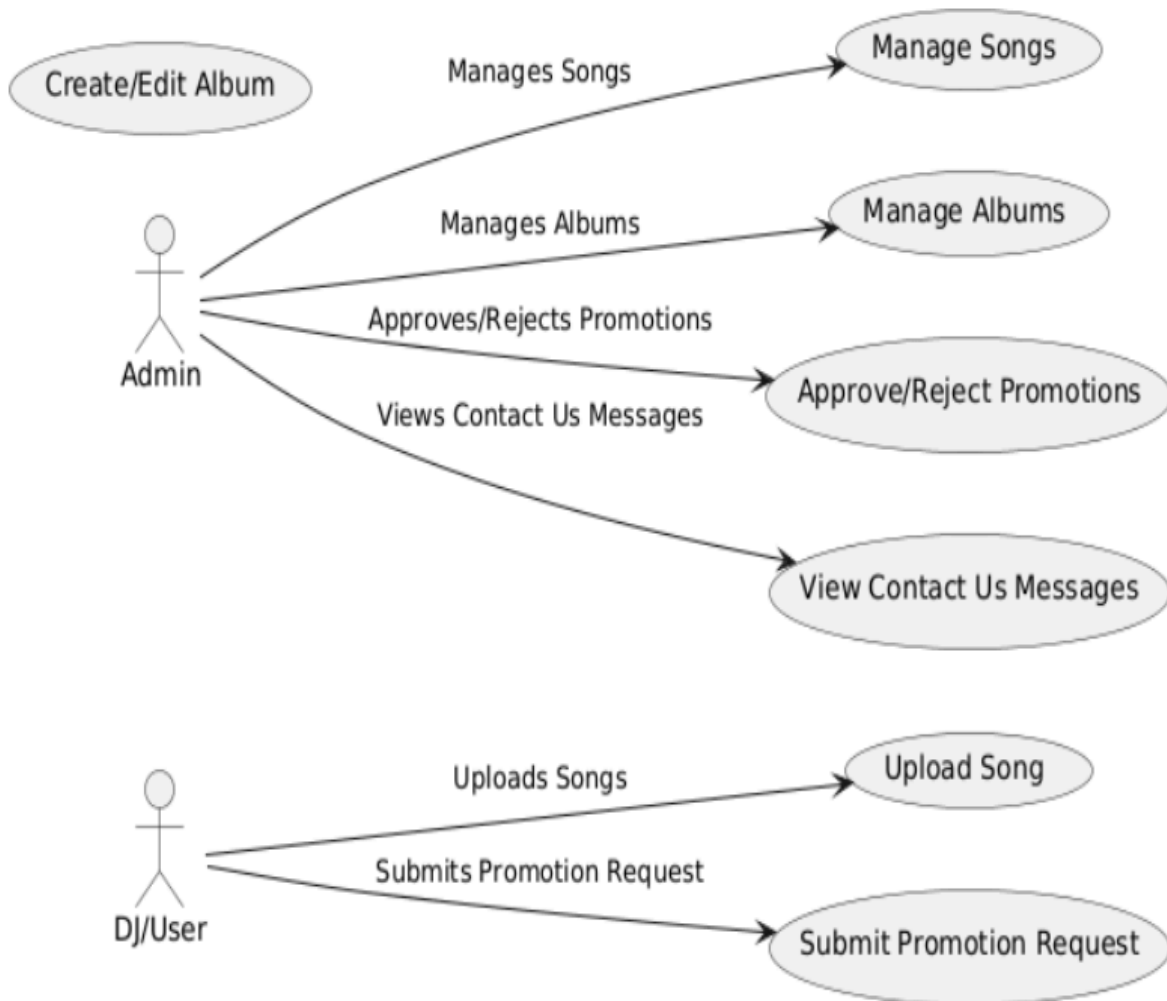 Create/Edit Album
Manages Songs
Manage Songs
Manages Albums
Manage Albums
Approves/Rejects Promotions
Approve/Reject Promotions
Admin
Views Contact Us Messages
View Contact Us Messages
Uploads Songs
Upload Song
Submits Promotion Request
DJ/User
Submit Promotion Request